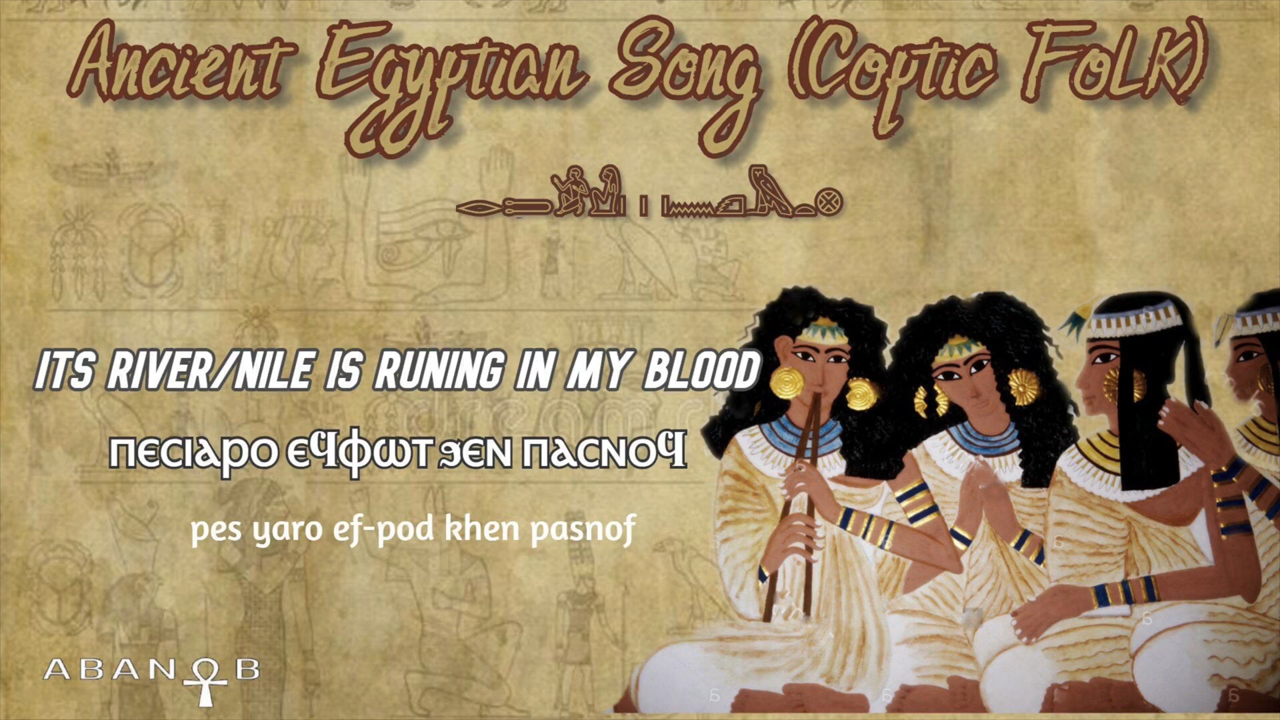 Ancient Egyptian Song (Coptic Folk)
𓂋𓍿𓀀𓁐𓏤𓏤𓏤𓈖𓆎𓅓𓏏𓊖
ITS RIVER/NILE IS RUNING IN MY BLOOD
ⲡⲉⲥⲓⲁⲣⲟ ⲉϥⲫⲱⲧ ϧⲉⲛ ⲡⲁⲥⲛⲟϥ
pes yaro ef-pod khen pasnof
ABANOB